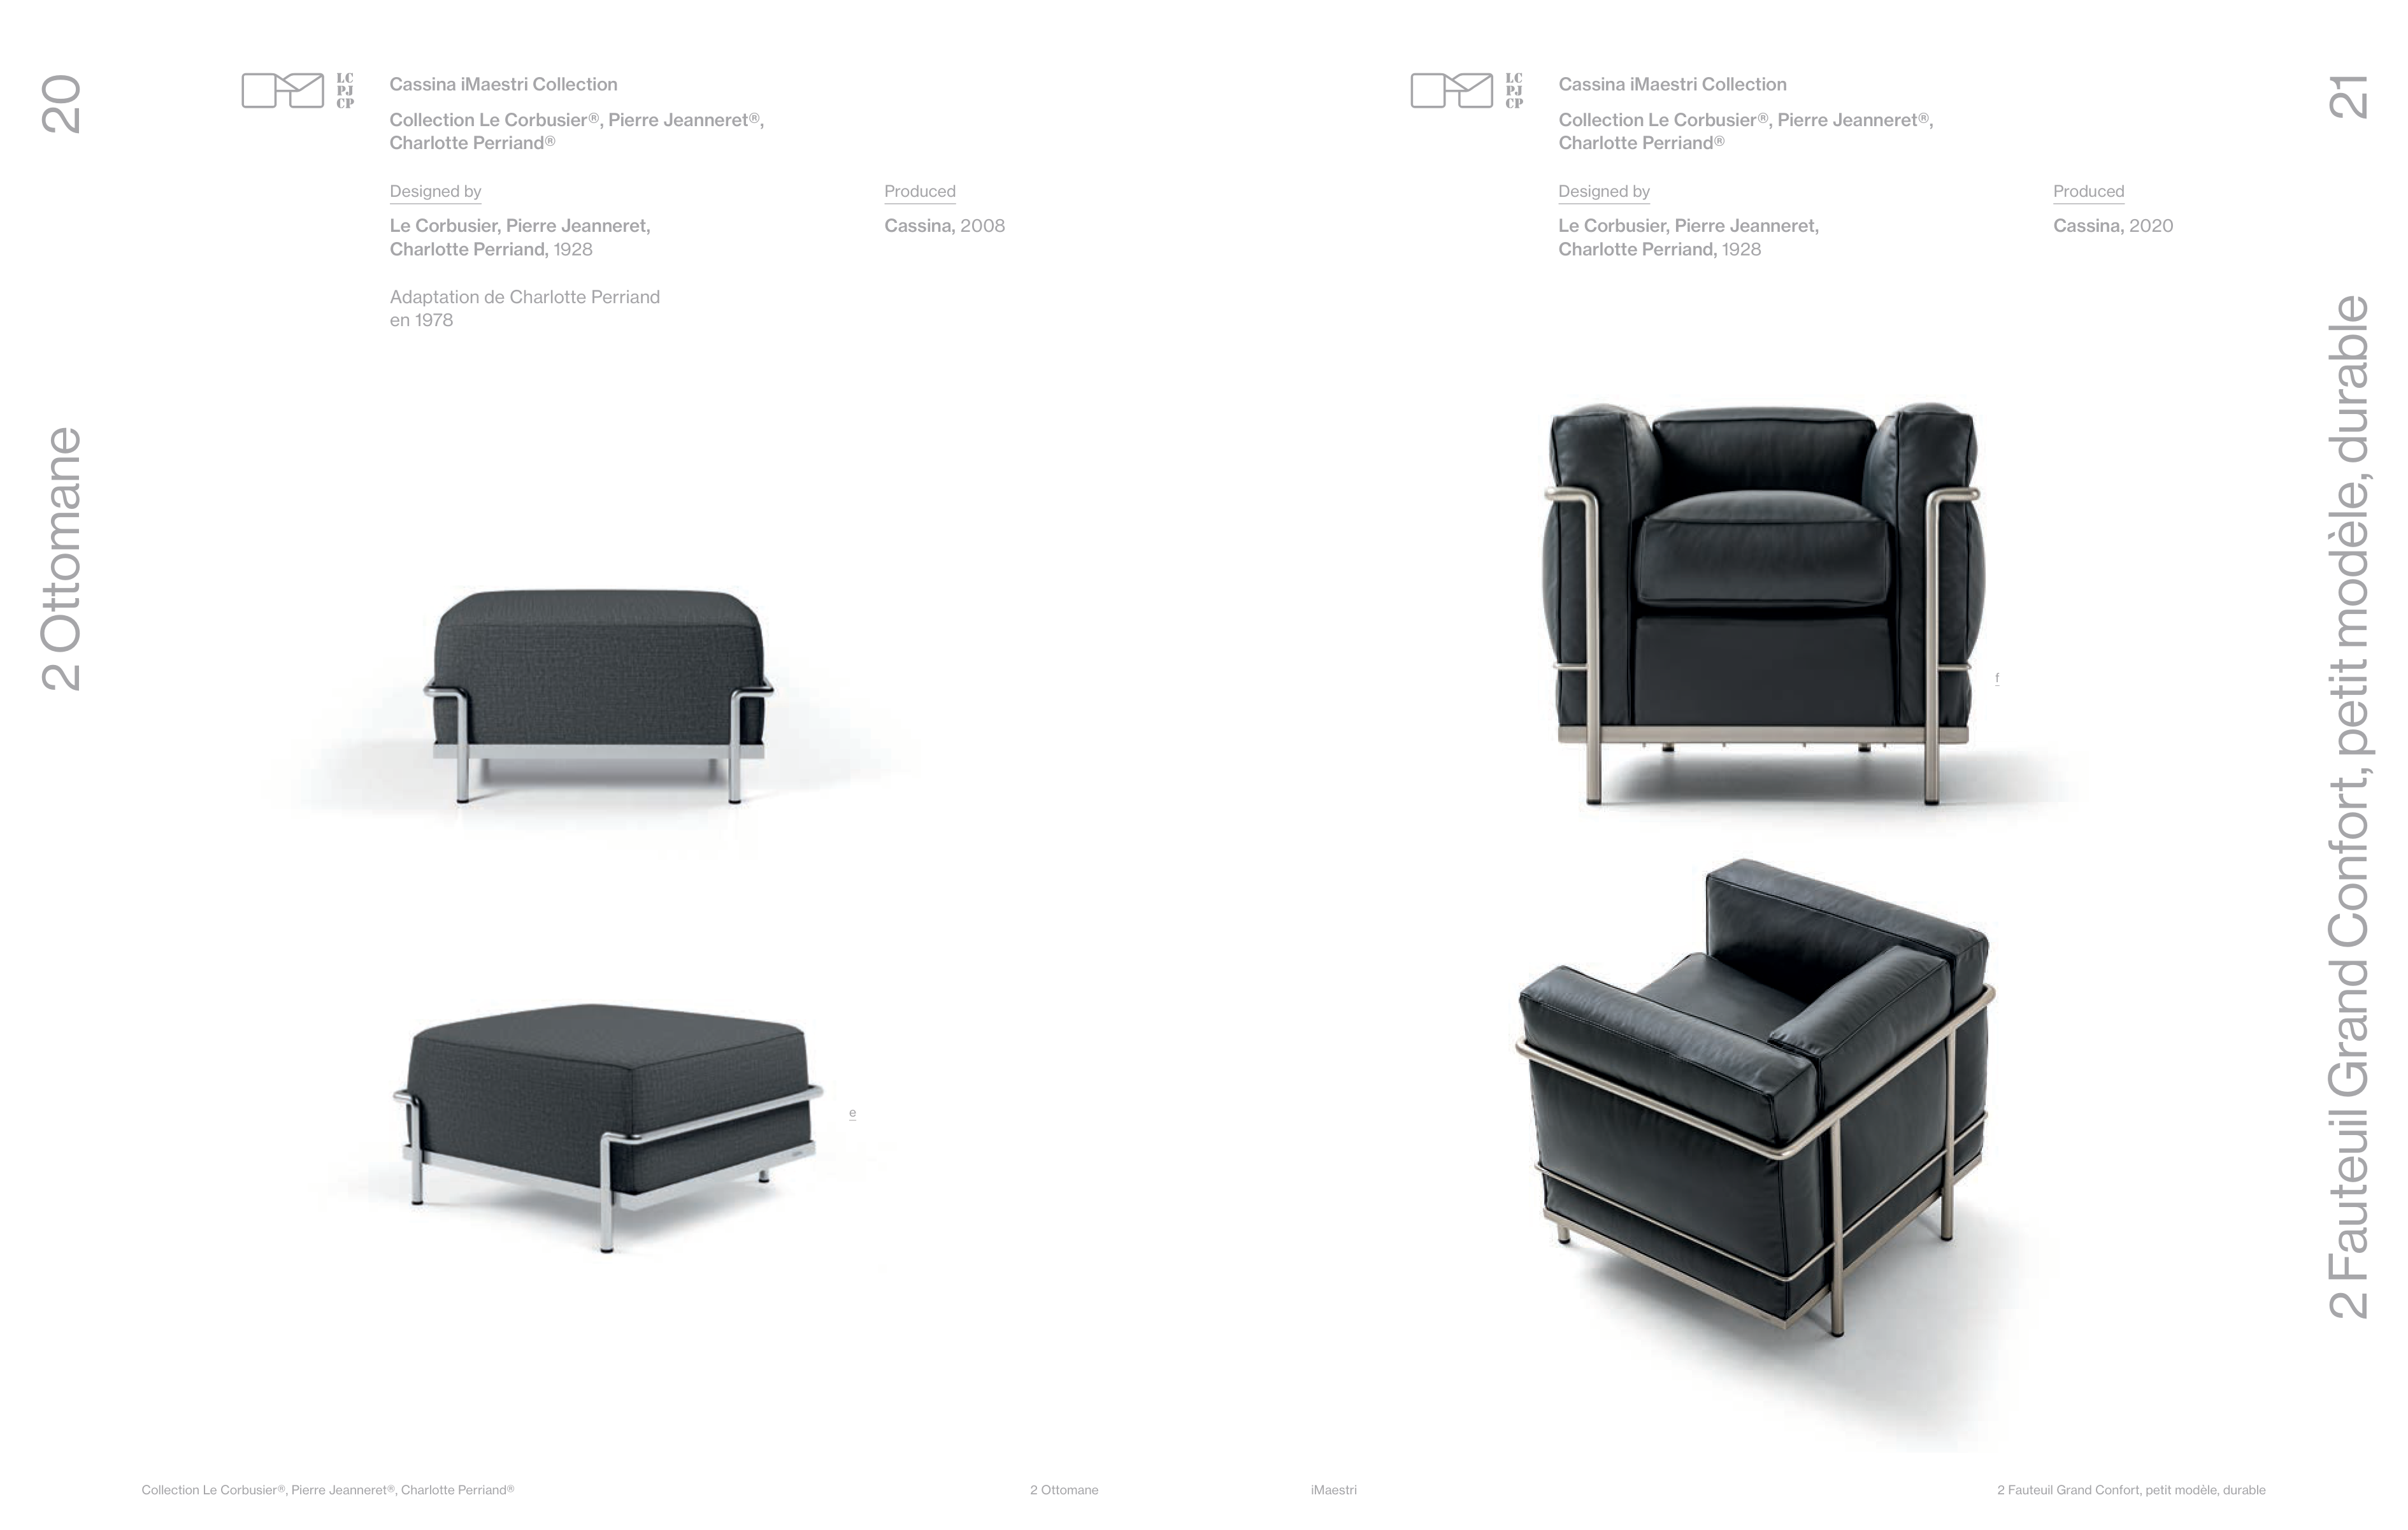 20
2 Ottomane
LC
PJ
CP
Cassina iMaestri Collection
Collection Le Corbusier®, Pierre Jeanneret®,
Charlotte Perriand®
Designed by
Le Corbusier, Pierre Jeanneret,
Charlotte Perriand, 1928
Adaptation de Charlotte Perriand
en 1978
Produced
Cassina, 2008
e
Collection Le Corbusier®, Pierre Jeanneret®, Charlotte Perriand®
2 Ottomane
LC
PJ
CP
Cassina iMaestri Collection
Collection Le Corbusier®, Pierre Jeanneret®,
Charlotte Perriand®
Designed by
Le Corbusier, Pierre Jeanneret,
Charlotte Perriand, 1928
Produced
Cassina, 2020
f
21
2 Fauteuil Grand Confort, petit modèle, durable
iMaestri
2 Fauteuil Grand Confort, petit modèle, durable